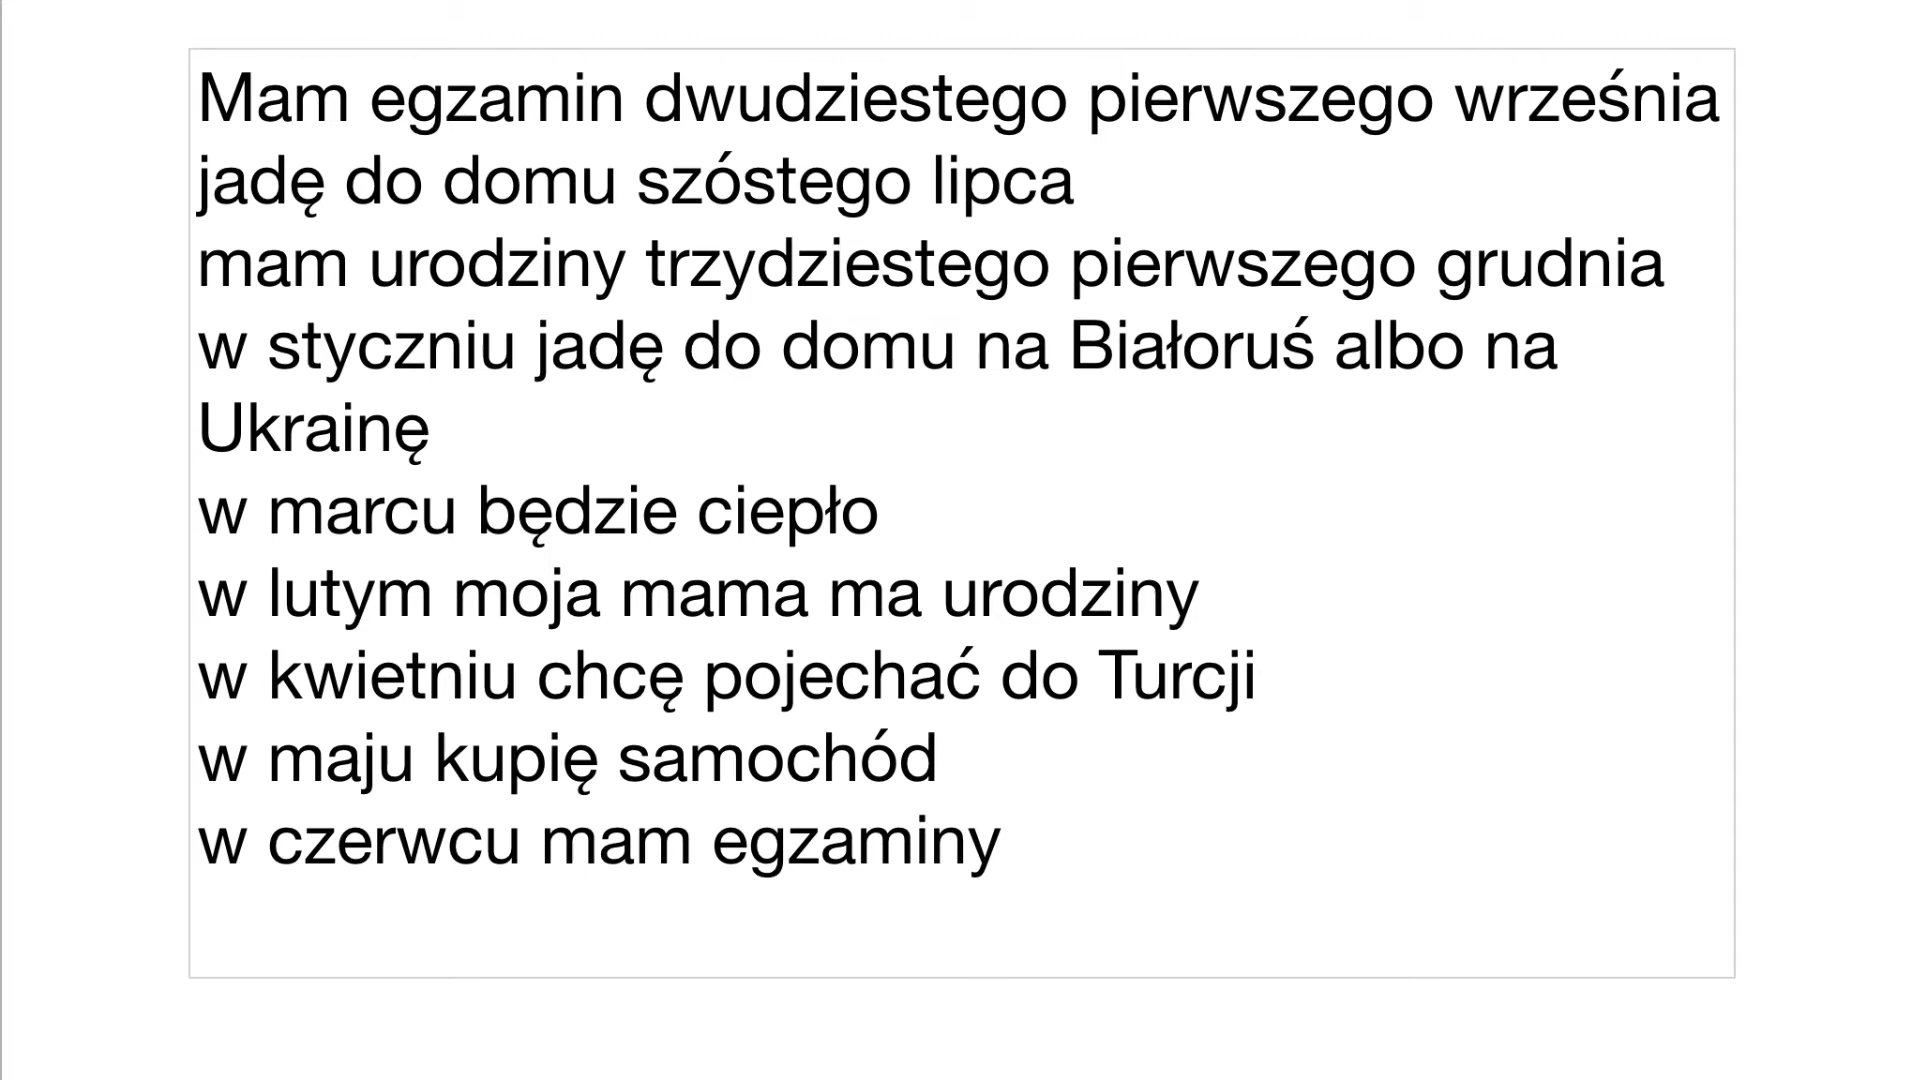 Mam egzamin dwudziestego pierwszego września
jadę do domu szóstego lipca
mam urodziny trzydziestego pierwszego grudnia
w styczniu jadę do domu na Białoruś albo na
Ukrainę
w marcu będzie ciepło
w lutym moja mama ma urodziny
w kwietniu chcę pojechać do Turcji
w maju kupię samochód
w czerwcu mam egzaminy